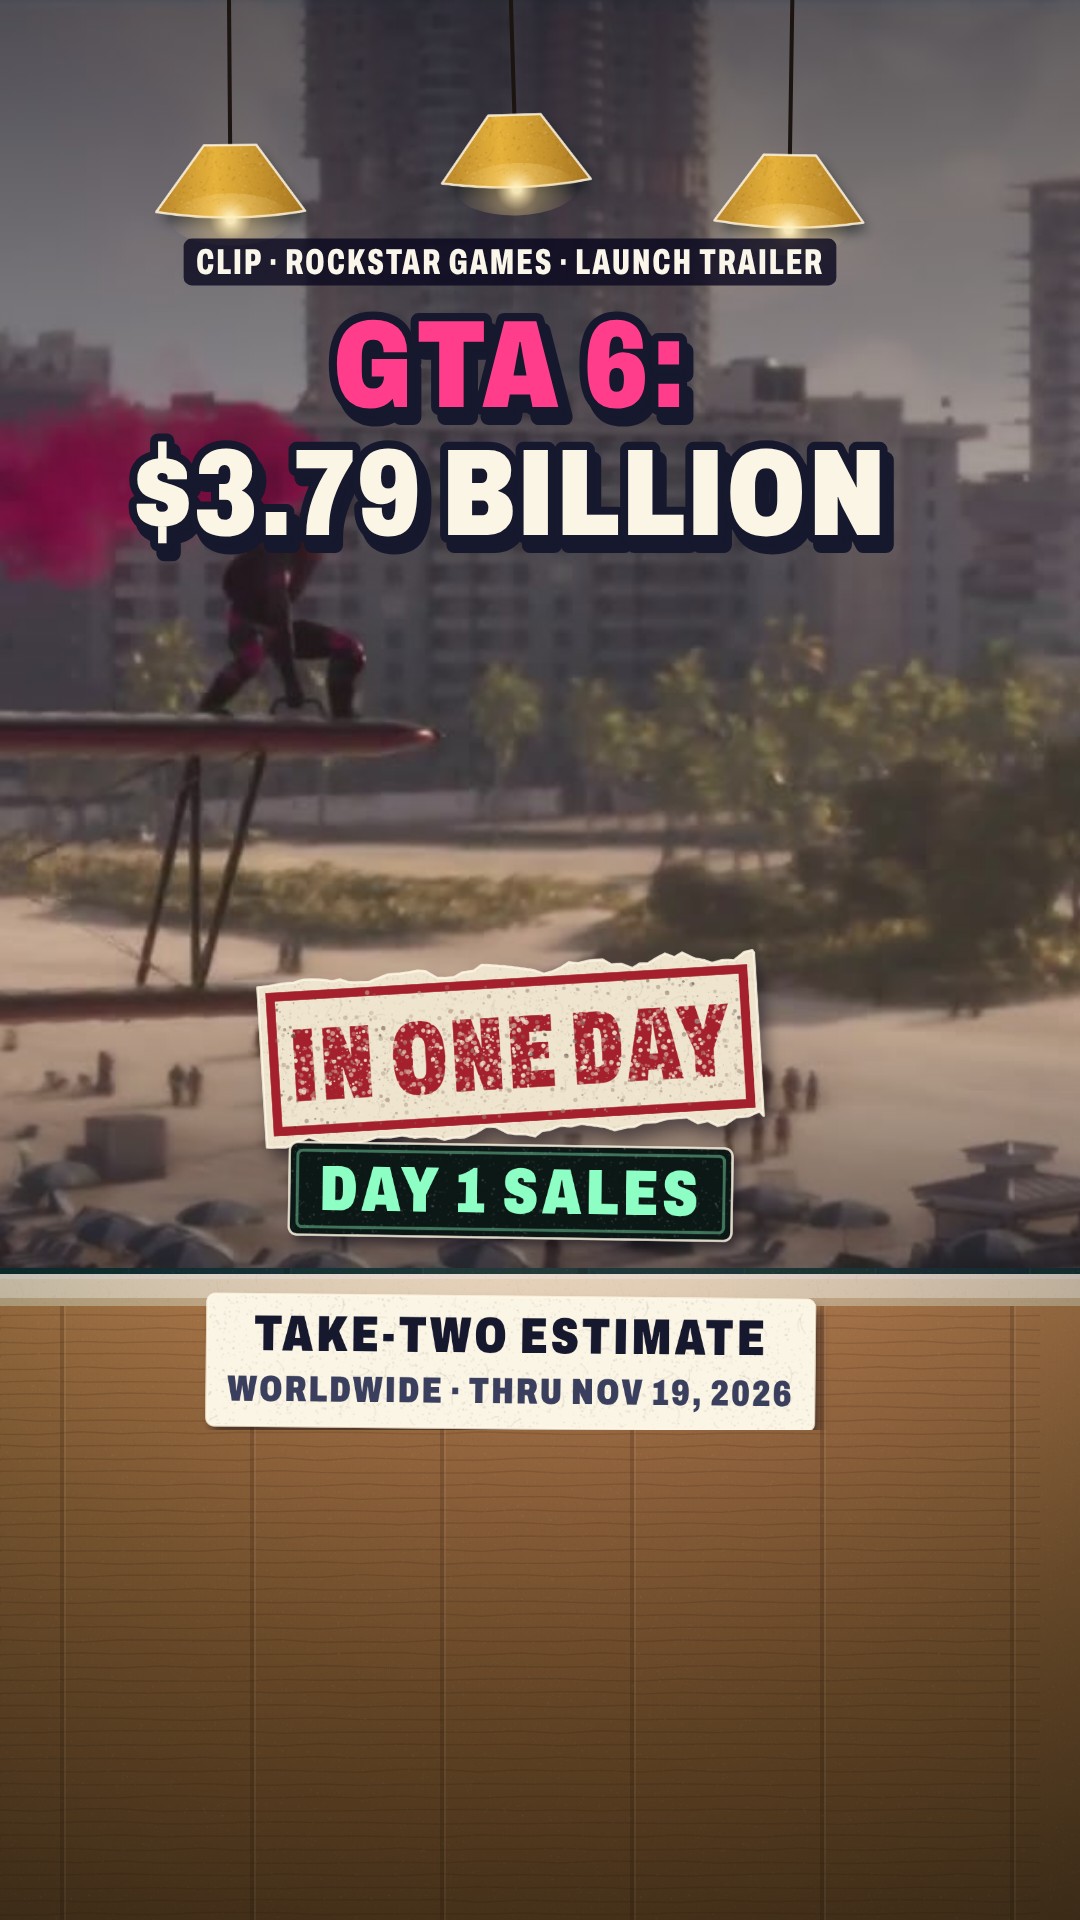 CLIP · ROCKSTAR GAMES · LAUNCH TRAILER
GTA 6:
$3.79 BILLION
IN ONE DAY
DAY 1 SALES
TAKE-TWO ESTIMATE
WORLDWIDE · THRU NOV 19, 2026